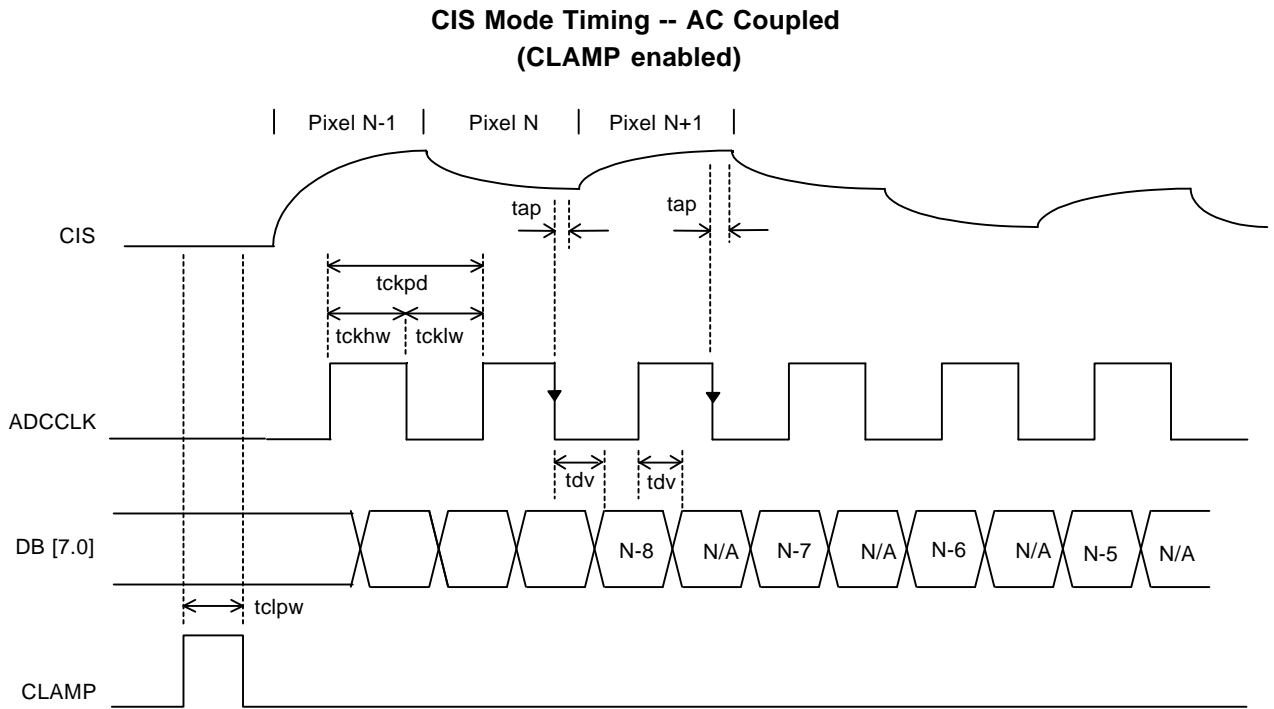 CIS Mode Timing -- AC Coupled
(CLAMP enabled)
| Pixel N-1 | Pixel N | Pixel N+1 |
tap
tap
CIS
tckpd
tckhw
tcklw
ADCCLK
tdv
tdv
DB [7.0]
N-8
N/A
N-7
N/A
N-6
N/A
N-5
N/A
tclpw
CLAMP